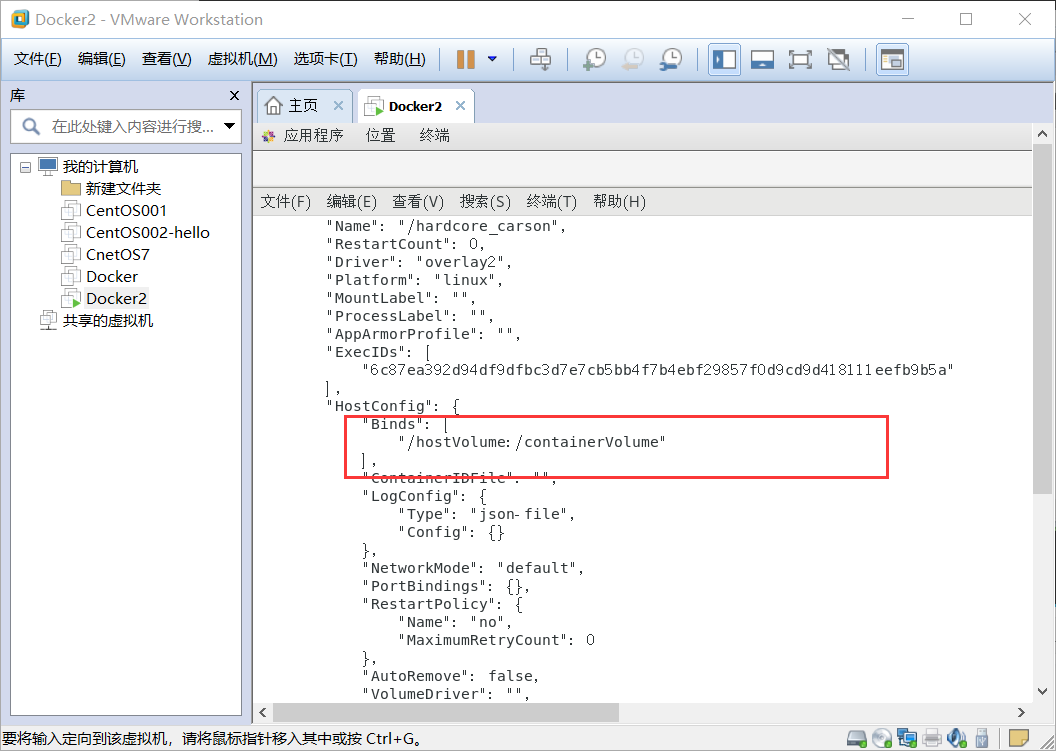 Docker2 - VMware Workstation
文件(F) 编辑(E) 查看(V) 虚拟机(M) 选项卡(T) 帮助(H)
库
在此处键入内容进行搜...
我的计算机
新建文件夹
CentOS001
CentOS002-hello
CnetOS7
Docker
Docker2
共享的虚拟机
主页
Docker2
应用程序 位置 终端
文件(F) 编辑(E) 查看(V) 搜索(S) 终端(T) 帮助(H)
"Name": "/hardcore_carson",
"RestartCount": 0,
"Driver": "overlay2",
"Platform": "linux",
"MountLabel": "",
"ProcessLabel": "",
"AppArmorProfile": "",
"ExecIDs": [
"6c87ea392d94df9dfbc3d7e7cb5bb4f7b4ebf29857f0d9cd9d418111eefb9b5a"
],
"HostConfig": {
"Binds": [
"/hostVolume:/containerVolume"
],
"ContainerIDFile": "",
"LogConfig": {
"Type": "json-file",
"Config": {}
},
"NetworkMode": "default",
"PortBindings": {},
"RestartPolicy": {
"Name": "no",
"MaximumRetryCount": 0
},
"AutoRemove": false,
"VolumeDriver": "",
要将输入定向到该虚拟机，请将鼠标指针移入其中或按 Ctrl+G。